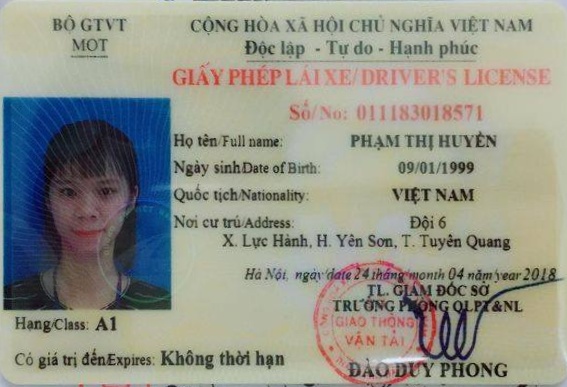 BÔ GTVT
MOT
CỘNG HÒA XÃ HỘI CHỦ NGHĨA VIỆT NAM
Độc lập - Tự do - Hạnh phúc
GIẤY PHÉP LÁI XE/DRIVER'S LICENSE
Số/No: 011183018571
Họ tên/Full name: PHẠM THỊ HUYỀN
Ngày sinh/Date of Birth: 09/01/1999
Quốc tịch/Nationality: VIỆT NAM
Nơi cư trú/Address: Đội 6
X. Lực Hành, H. Yên Sơn, T. Tuyên Quang
Hà Nội, ngày/date 24 tháng/month 04 năm/year 2018
TL. GIÁM ĐỐC SỞ
TRƯỞNG PHÒNG QLPT&NL
GIAO THÔNG
VẬN TẢI
ĐÀO DUY PHONG
Hạng/Class: A1
Có giá trị đến/Expires: Không thời hạn